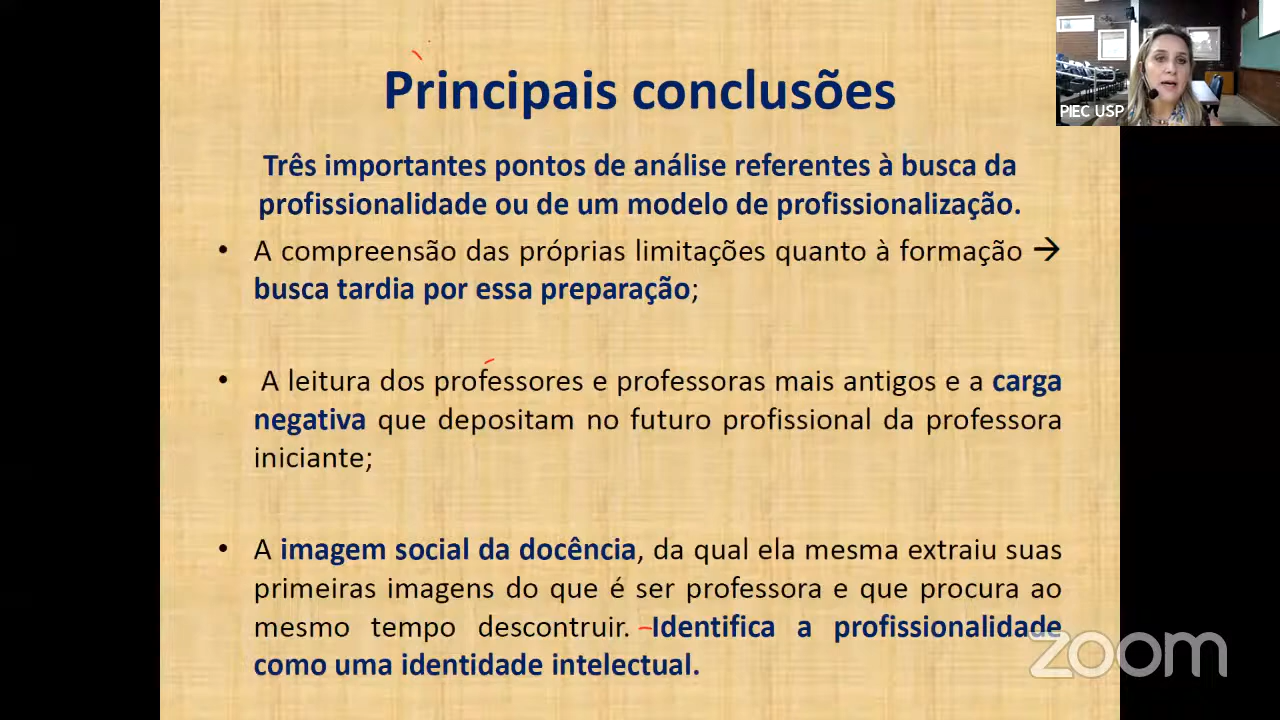 Principais conclusões
PIEC USP
Três importantes pontos de análise referentes à busca da
profissionalidade ou de um modelo de profissionalização.
• A compreensão das próprias limitações quanto à formação →
busca tardia por essa preparação;
• A leitura dos professores e professoras mais antigos e a carga
negativa que depositam no futuro profissional da professora
iniciante;
• A imagem social da docência, da qual ela mesma extraiu suas
primeiras imagens do que é ser professora e que procura ao
mesmo tempo descontruir. Identifica a profissionalidade
como uma identidade intelectual.
zoom